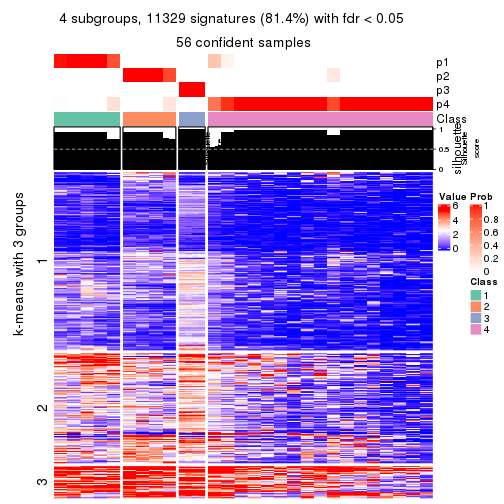 4 subgroups, 11329 signatures (81.4%) with fdr < 0.05
56 confident samples
p1
p2
p3
p4
Class
1
0.5
0
silhouette
Silhouette
score
k-means with 3 groups
1
2
3
Value
6
4
2
0
Prob
1
0.8
0.6
0.4
0.2
0
Class
1
2
3
4